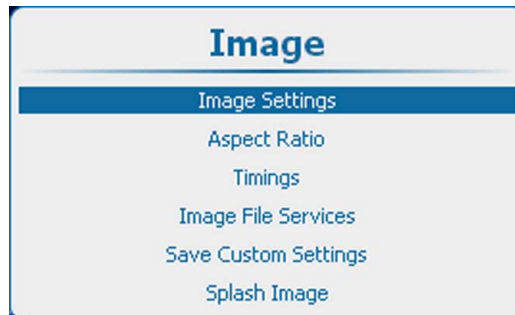 Image
Image Settings
Aspect Ratio
Timings
Image File Services
Save Custom Settings
Splash Image